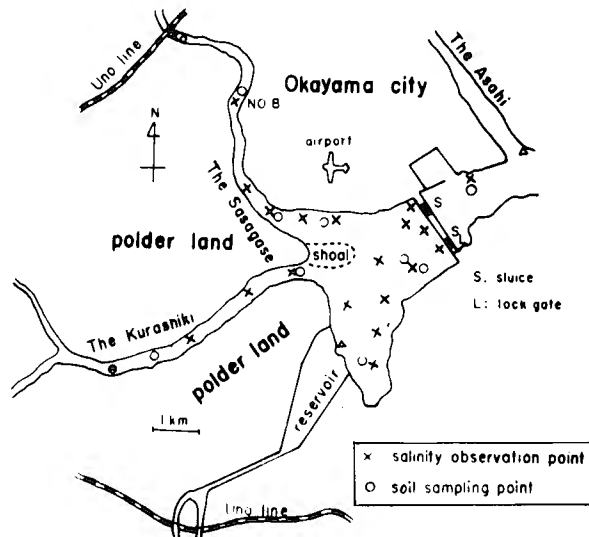 Uno line
Okayama city
The Asahi
N
NO 8
airport
The Sasagase
S
S
polder land
shoal
S. sluice
L: lock gate
The Kurashiki
polder land
reservoir
1 km
x salinity observation point
o soil sampling point
Uno line